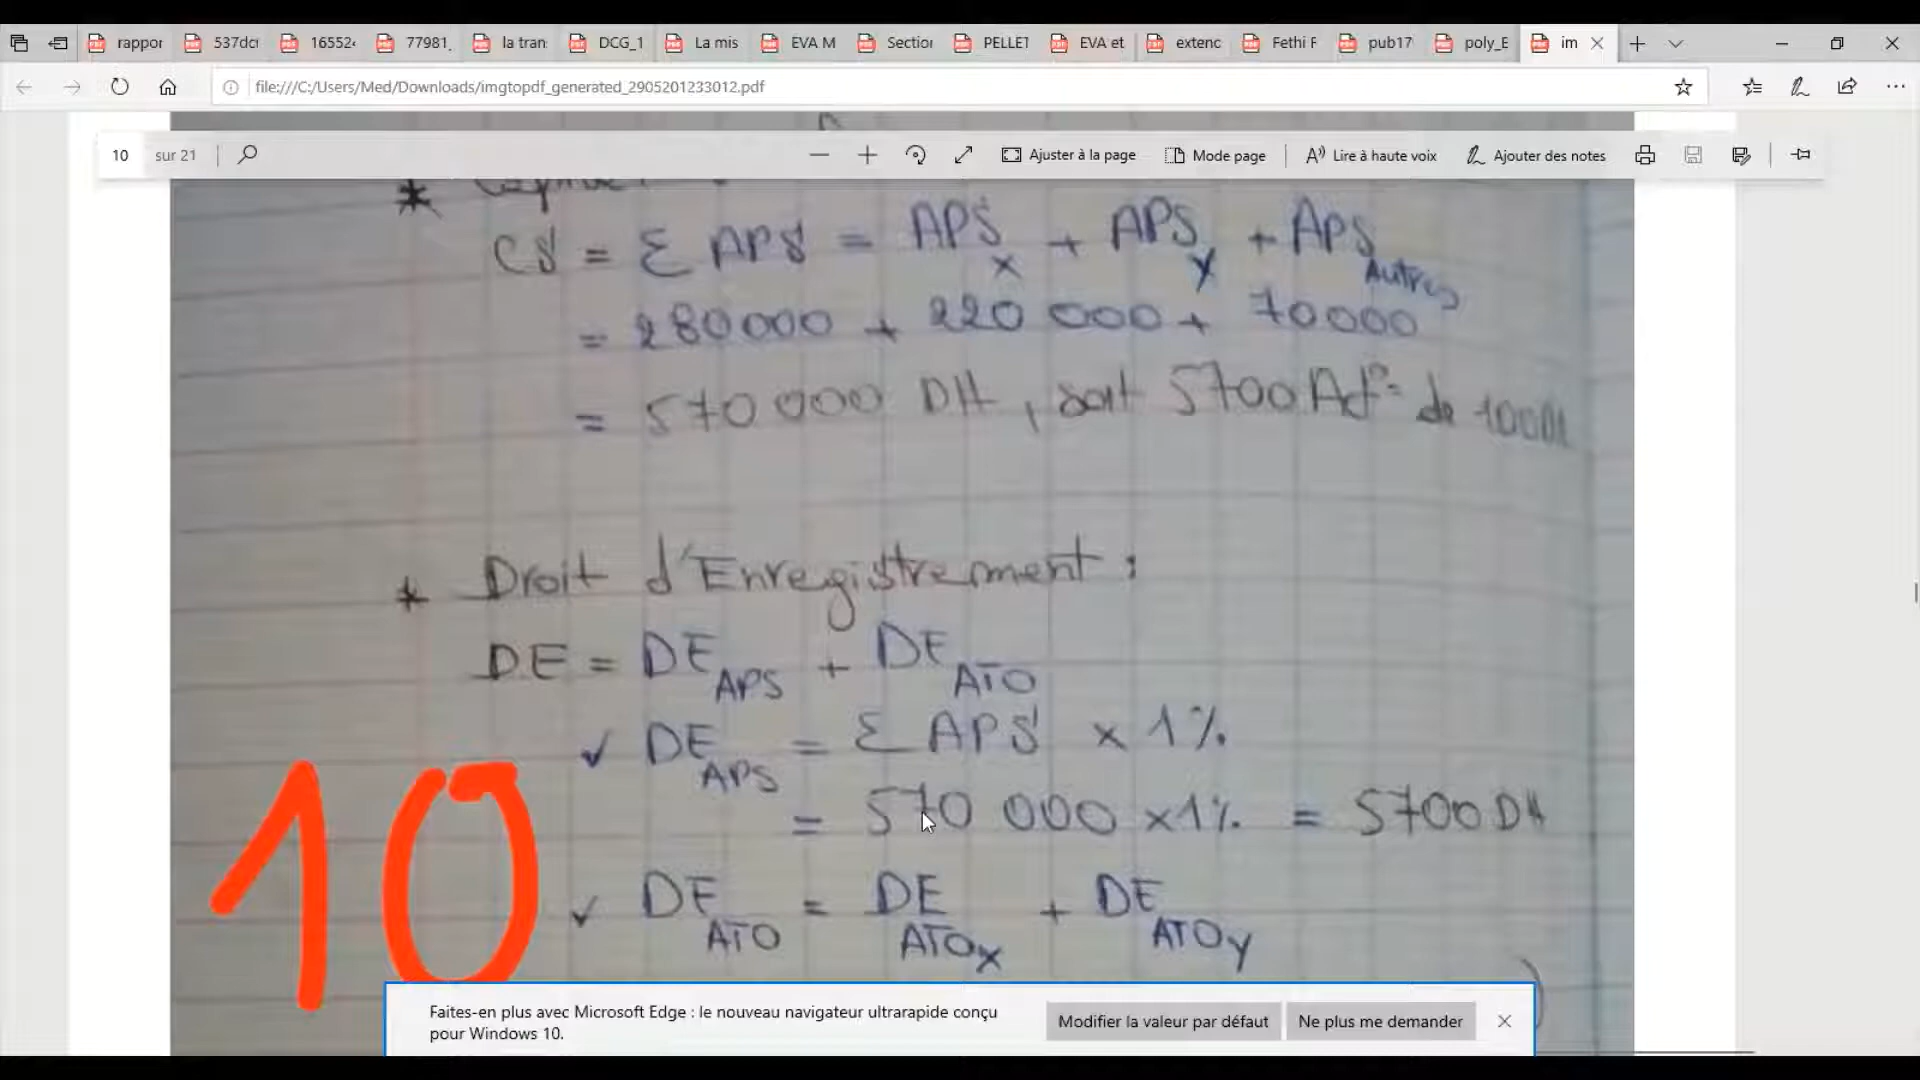 rappor 537dct 16552 77981_ la tran DCG_1 La mis EVA M Section PELLET EVA et extenc Fethi F pub17 poly_E im
file:///C:/Users/Med/Downloads/imgtopdf_generated_2905201233012.pdf
10 sur 21 Ajuster à la page Mode page Lire à haute voix Ajouter des notes
CS = Σ APS = APS x + APS y + APS Autres
= 280000 + 220 000 + 70000
= 570 000 DH, soit 5700 Act° de 100DH
* Droit d'Enregistrement :
DE = DE APS + DE ATO
✓ DE APS = Σ APS x 1%
= 570 000 x1% = 5700 DH
✓ DE ATO = DE ATOx + DE ATOy
10
Faites-en plus avec Microsoft Edge : le nouveau navigateur ultrarapide conçu
pour Windows 10.
Modifier la valeur par défaut Ne plus me demander